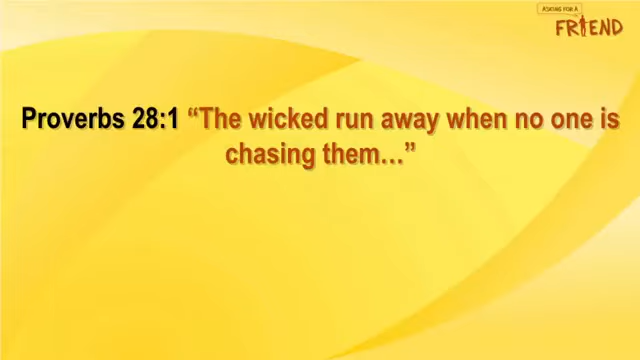 ASKING FOR A
FRIEND
Proverbs 28:1 “The wicked run away when no one is
chasing them…”